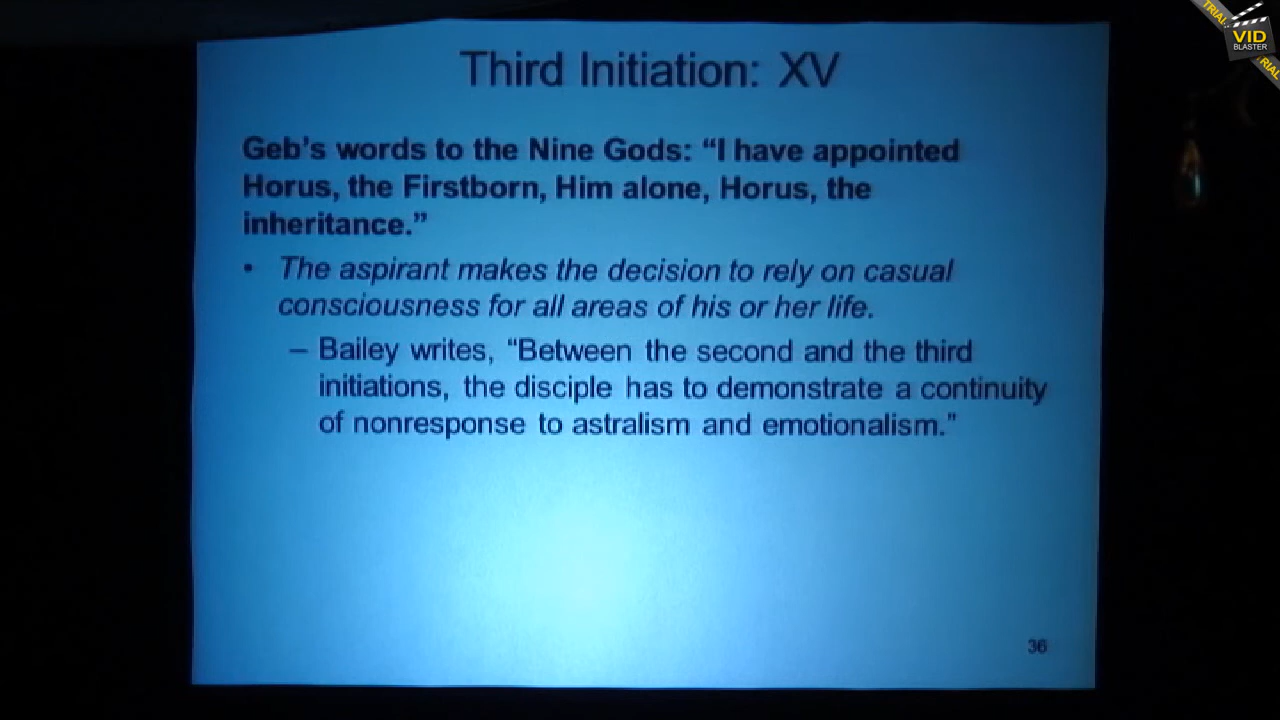 Third Initiation: XV
Geb's words to the Nine Gods: “I have appointed
Horus, the Firstborn, Him alone, Horus, the
inheritance.”
• The aspirant makes the decision to rely on casual
consciousness for all areas of his or her life.
– Bailey writes, “Between the second and the third
initiations, the disciple has to demonstrate a continuity
of nonresponse to astralism and emotionalism.”
36
TRIAL
VID
BLASTER
TRIAL